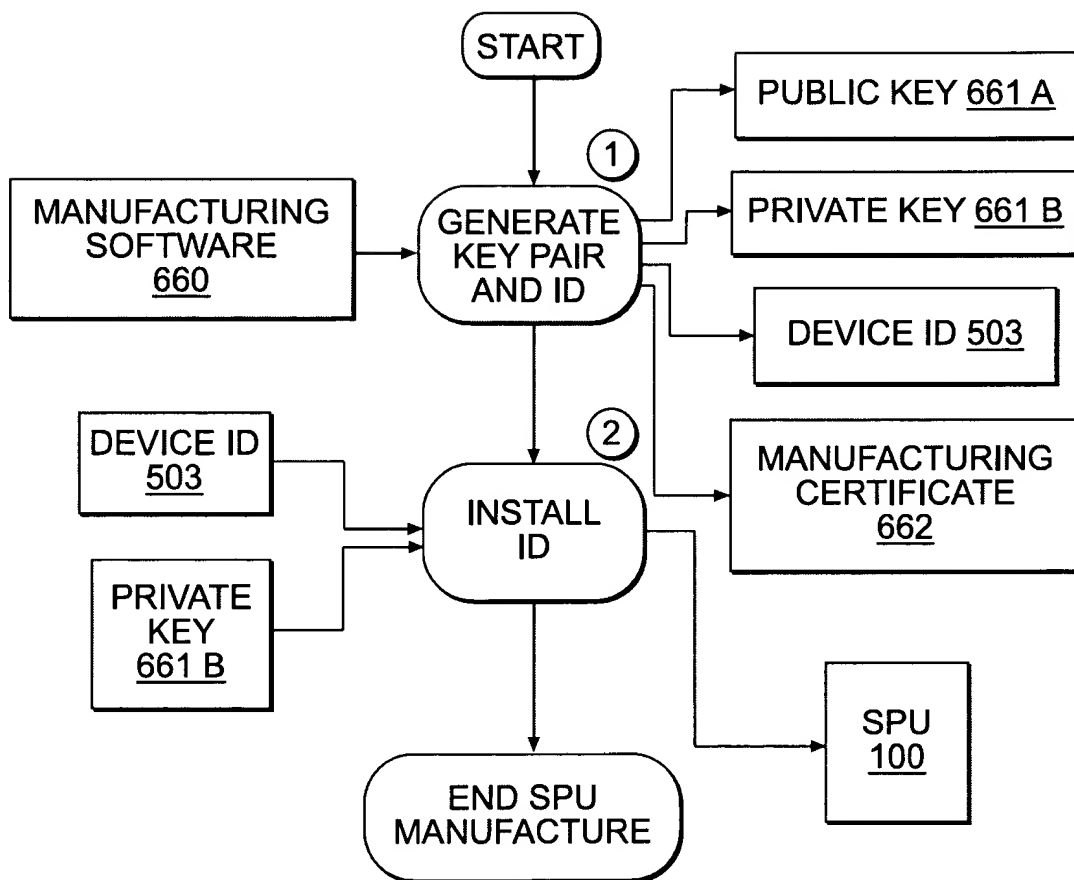 START
PUBLIC KEY 661 A
1
MANUFACTURING
SOFTWARE
660
GENERATE
KEY PAIR
AND ID
PRIVATE KEY 661 B
DEVICE ID 503
2
DEVICE ID
503
INSTALL
ID
MANUFACTURING
CERTIFICATE
662
PRIVATE
KEY
661 B
SPU
100
END SPU
MANUFACTURE